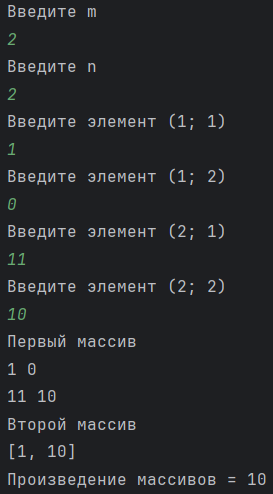 Введите m
2
Введите n
2
Введите элемент (1; 1)
1
Введите элемент (1; 2)
0
Введите элемент (2; 1)
11
Введите элемент (2; 2)
10
Первый массив
1 0
11 10
Второй массив
[1, 10]
Произведение массивов = 10